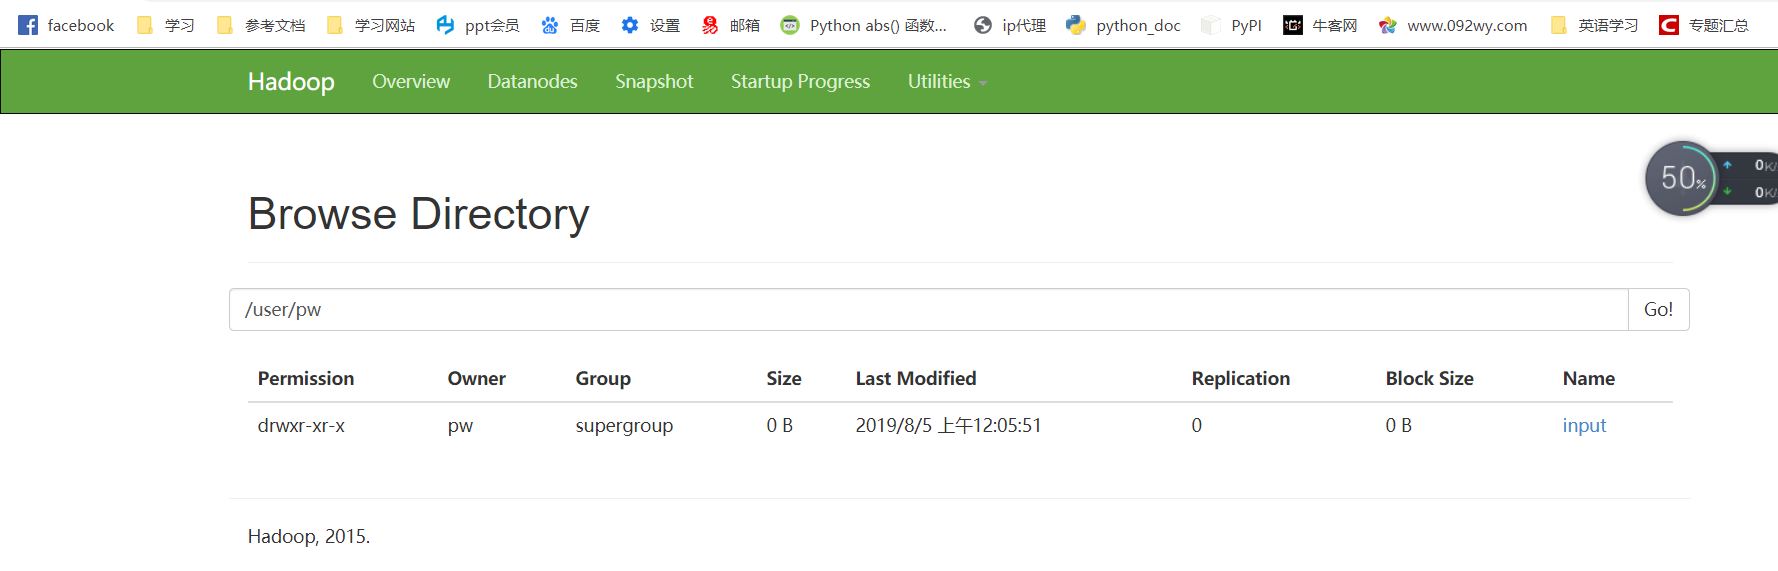 facebook 学习 参考文档 学习网站 ppt会员 百度 设置 邮箱 Python abs() 函数... ip代理 python_doc PyPI 牛客网 www.092wy.com 英语学习 专题汇总
Hadoop Overview Datanodes Snapshot Startup Progress Utilities
50% 0K/
0K/
Browse Directory
/user/pw Go!
Permission Owner Group Size Last Modified Replication Block Size Name
drwxr-xr-x pw supergroup 0 B 2019/8/5 上午12:05:51 0 0 B input
Hadoop, 2015.